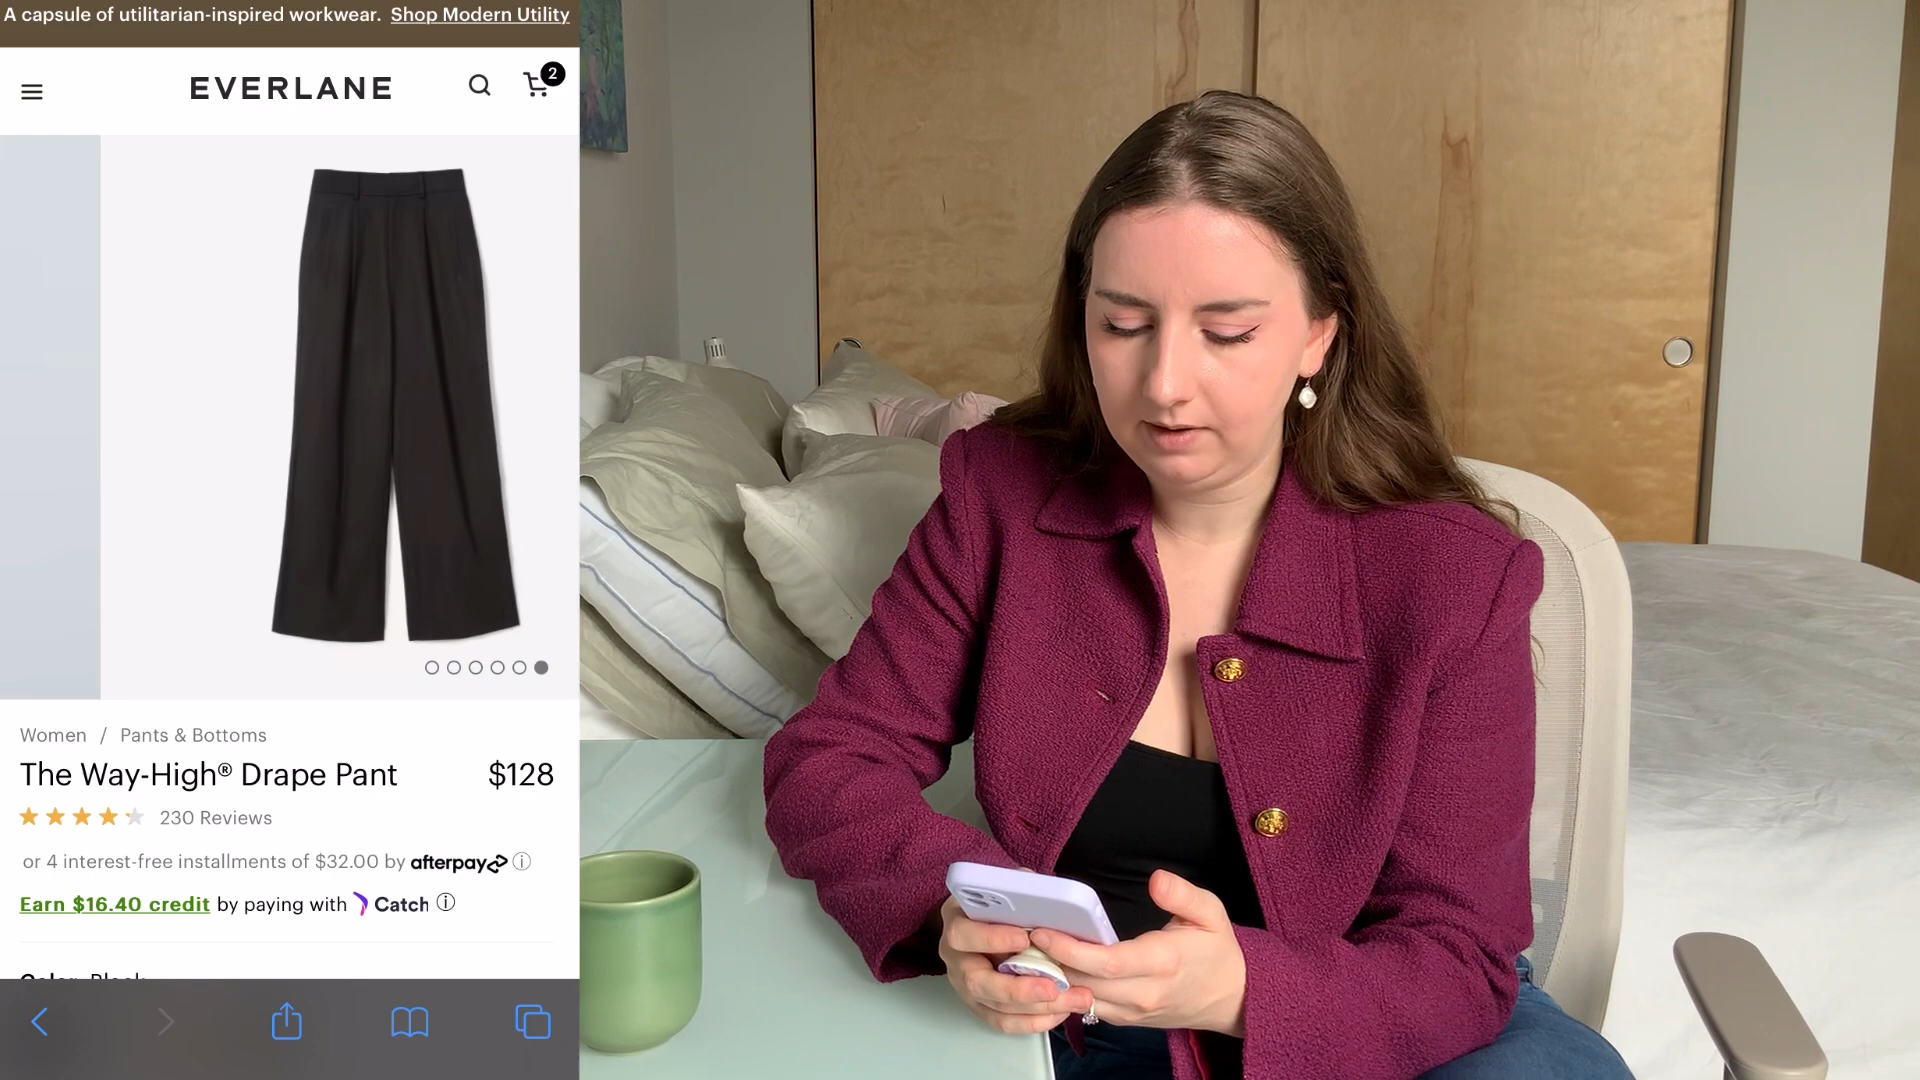 A capsule of utilitarian-inspired workwear. Shop Modern Utility
EVERLANE
2
Women / Pants & Bottoms
The Way-High® Drape Pant $128
230 Reviews
or 4 interest-free installments of $32.00 by afterpay
Earn $16.40 credit by paying with Catch
Color: Black